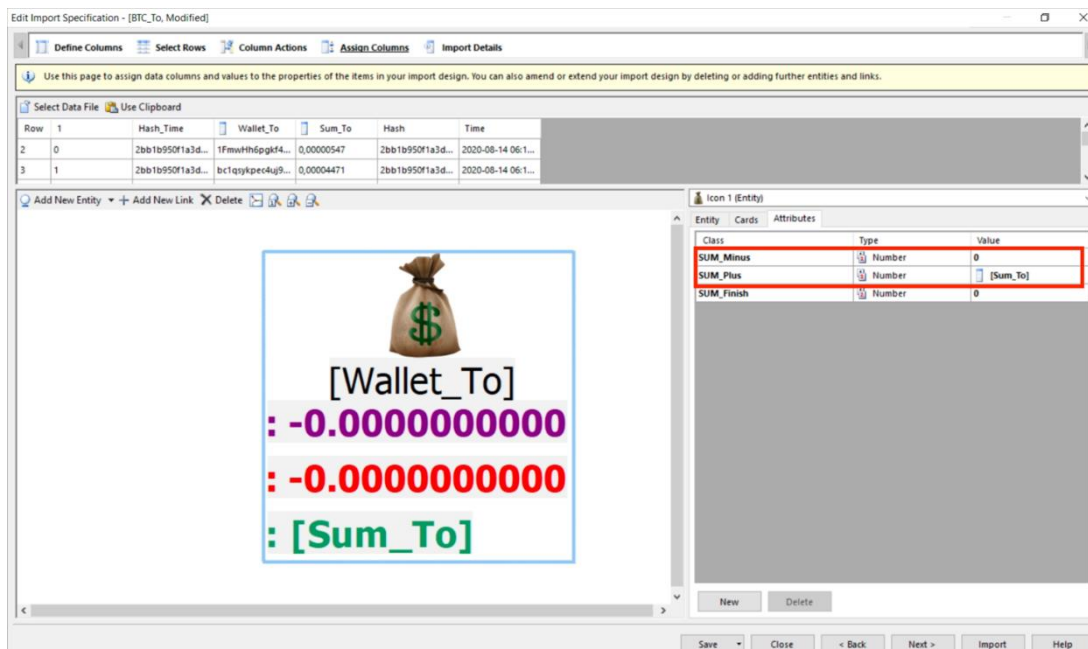 Edit Import Specification - [BTC_To, Modified]
Define Columns Select Rows Column Actions Assign Columns Import Details
Use this page to assign data columns and values to the properties of the items in your import design. You can also amend or extend your import design by deleting or adding further entities and links.
Select Data File Use Clipboard
Row 1 Hash_Time Wallet_To Sum_To Hash Time
2 0 2bb1b950f1a3d... 1FmwHh6pgkf4... 0,00000547 2bb1b950f1a3d... 2020-08-14 06:1...
3 1 2bb1b950f1a3d... bc1qsykpec4uj9... 0,00004471 2bb1b950f1a3d... 2020-08-14 06:1...
Add New Entity Add New Link Delete
Icon 1 (Entity)
Entity Cards Attributes
Class Type Value
SUM_Minus Number 0
SUM_Plus Number [Sum_To]
SUM_Finish Number 0
$
[Wallet_To]
: -0.0000000000
: -0.0000000000
: [Sum_To]
New Delete
Save Close < Back Next > Import Help